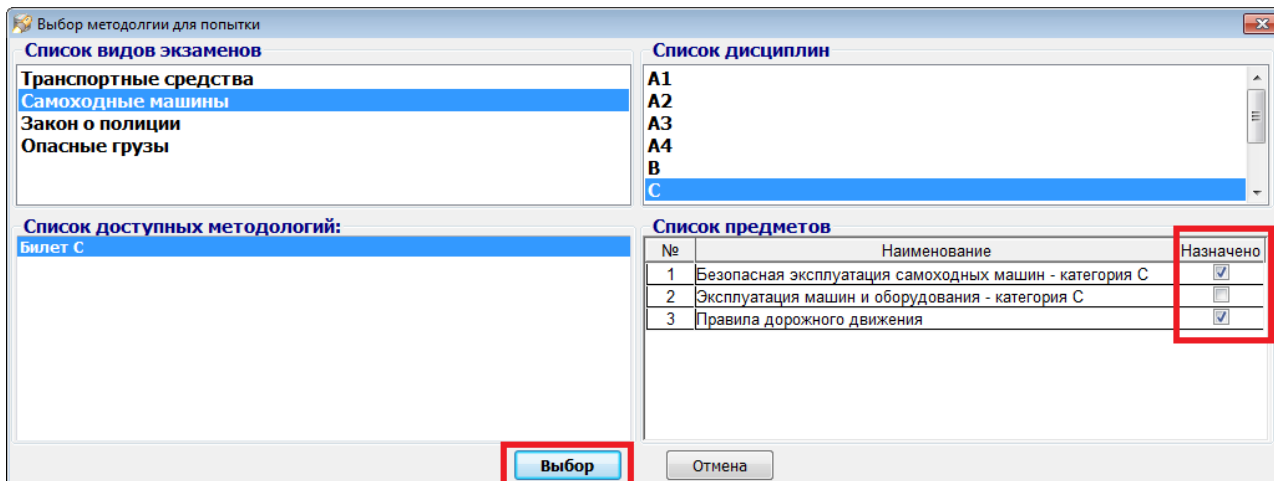 Выбор методолгии для попытки
Список видов экзаменов
Транспортные средства
Самоходные машины
Закон о полиции
Опасные грузы
Список дисциплин
A1
A2
A3
A4
B
C
Список доступных методологий:
Билет C
Список предметов
№ Наименование Назначено
1 Безопасная эксплуатация самоходных машин - категория C
2 Эксплуатация машин и оборудования - категория C
3 Правила дорожного движения
Выбор Отмена